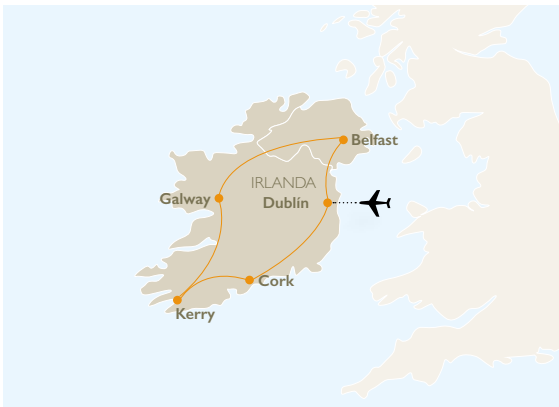 Belfast
IRLANDA
Galway
Dublín
Cork
Kerry